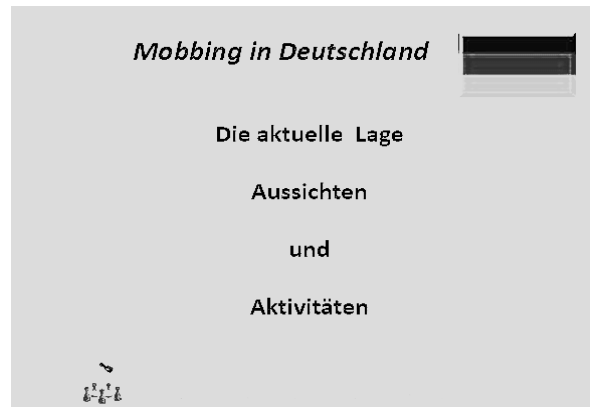 Mobbing in Deutschland
Die aktuelle Lage
Aussichten
und
Aktivitäten